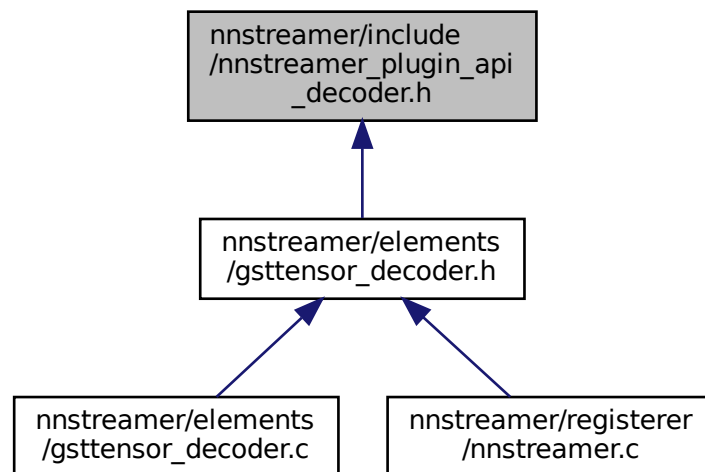 nnstreamer/include
/nnstreamer_plugin_api
_decoder.h
nnstreamer/elements
/gsttensor_decoder.h
nnstreamer/elements
/gsttensor_decoder.c
nnstreamer/registerer
/nnstreamer.c